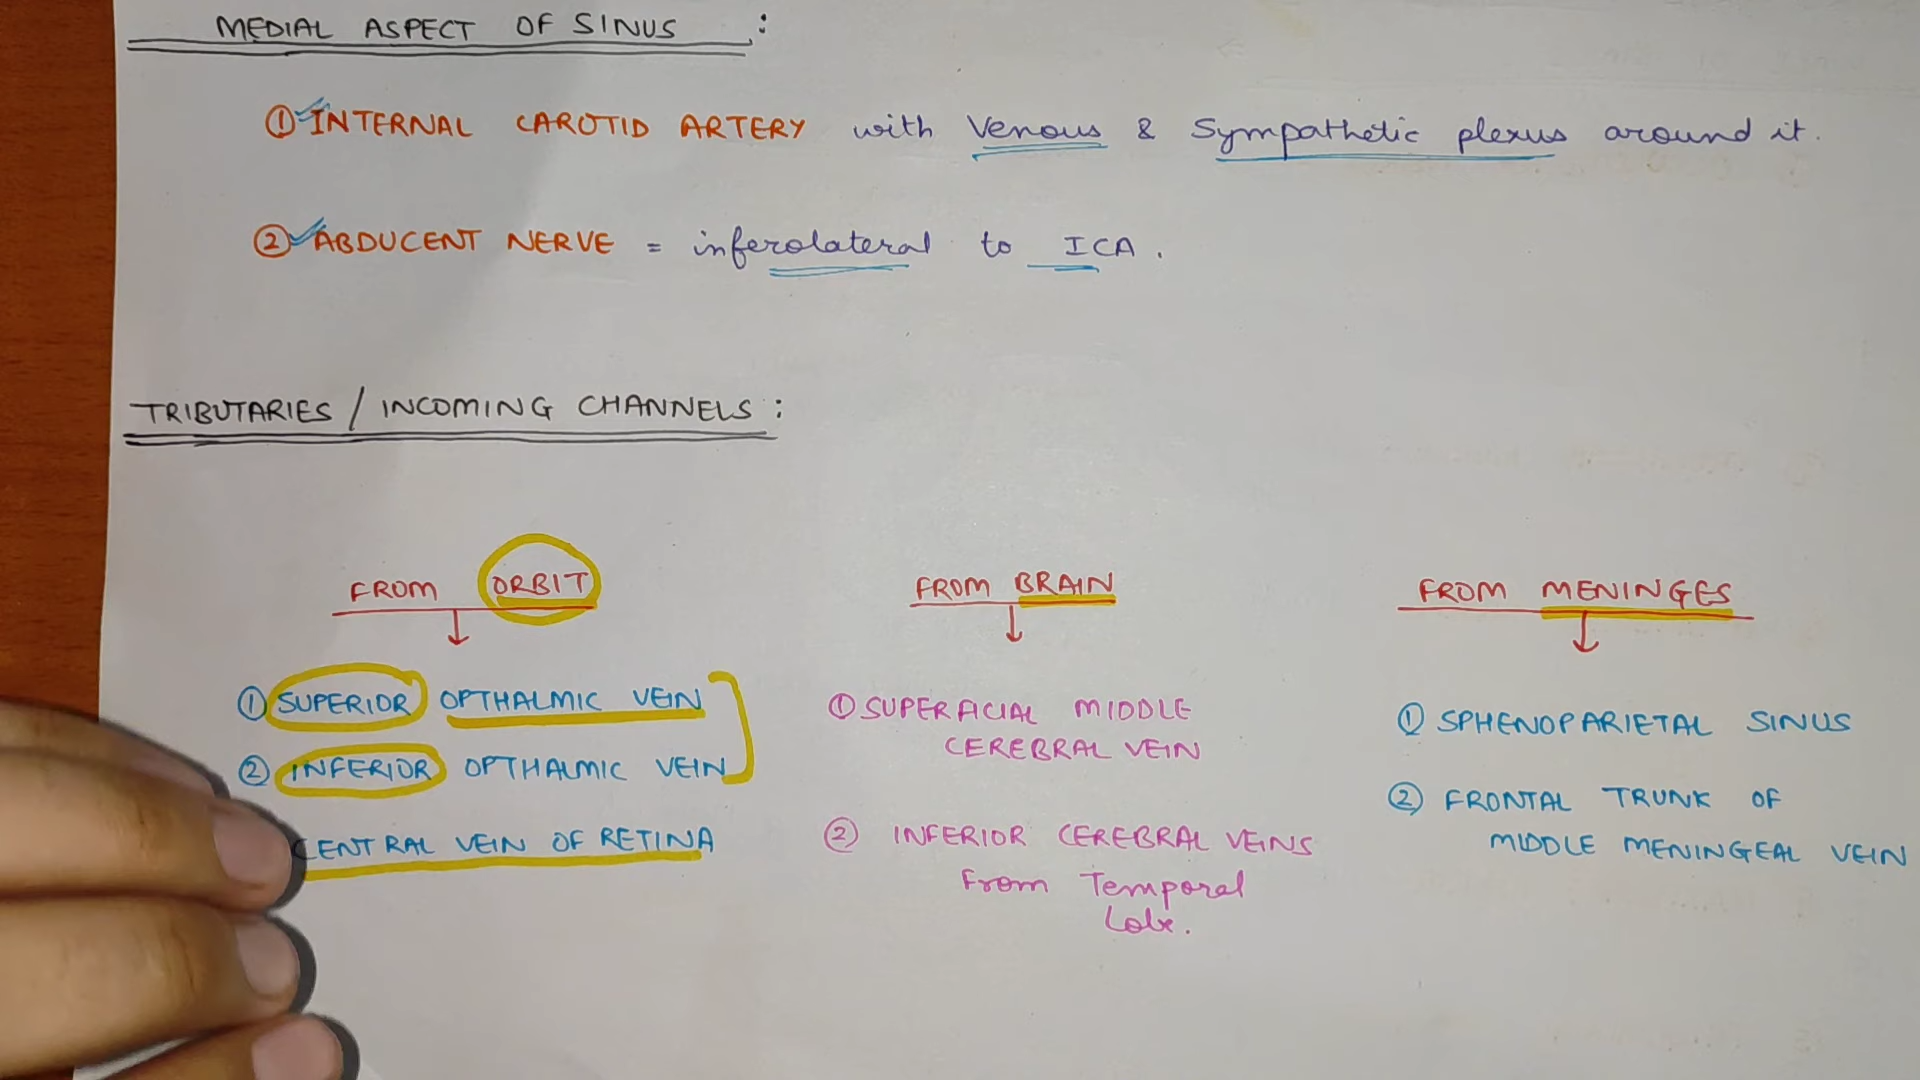 MEDIAL ASPECT OF SINUS :
① INTERNAL CAROTID ARTERY with Venous & Sympathetic plexus around it.
② ABDUCENT NERVE = inferolateral to ICA.
TRIBUTARIES / INCOMING CHANNELS :
FROM ORBIT
① SUPERIOR OPTHALMIC VEIN
② INFERIOR OPTHALMIC VEIN
CENTRAL VEIN OF RETINA
FROM BRAIN
① SUPERFICIAL MIDDLE
CEREBRAL VEIN
② INFERIOR CEREBRAL VEINS
From Temporal
Lobe.
FROM MENINGES
① SPHENOPARIETAL SINUS
② FRONTAL TRUNK OF
MIDDLE MENINGEAL VEIN